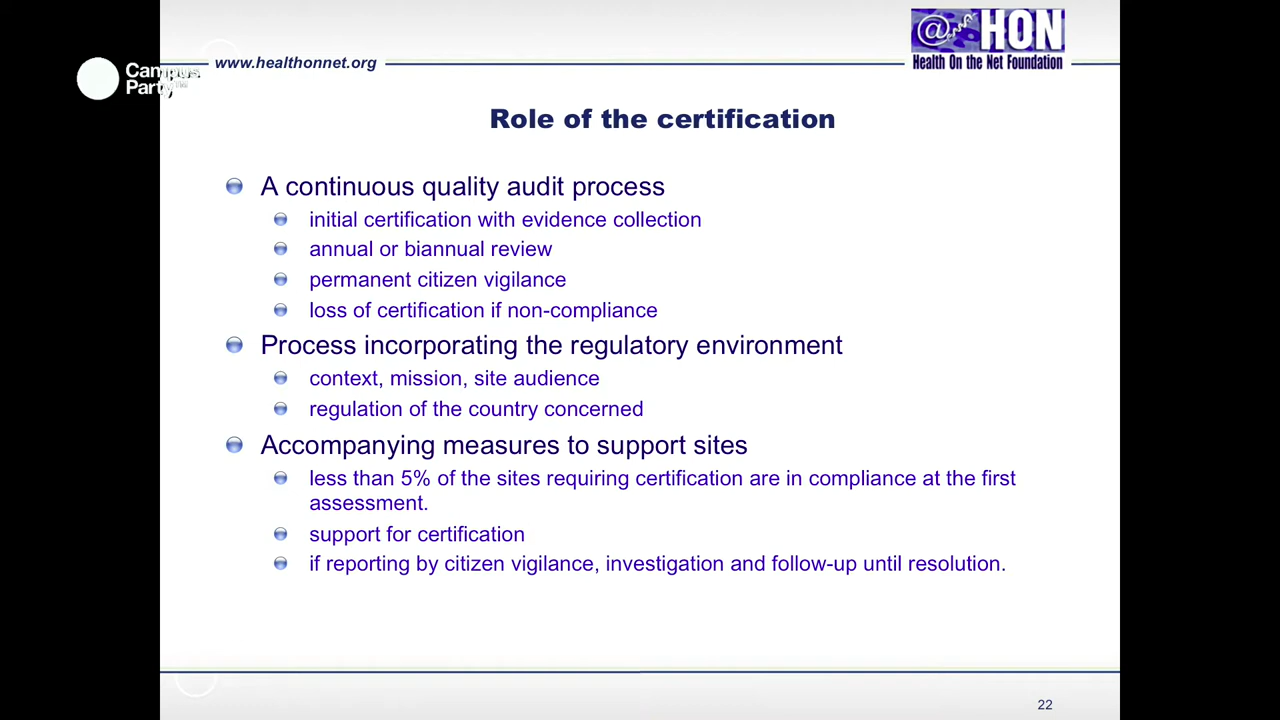 www.healthonnet.org
@ HON
Health On the Net Foundation
Campus
Party™
Role of the certification
A continuous quality audit process
initial certification with evidence collection
annual or biannual review
permanent citizen vigilance
loss of certification if non-compliance
Process incorporating the regulatory environment
context, mission, site audience
regulation of the country concerned
Accompanying measures to support sites
less than 5% of the sites requiring certification are in compliance at the first
assessment.
support for certification
if reporting by citizen vigilance, investigation and follow-up until resolution.
22